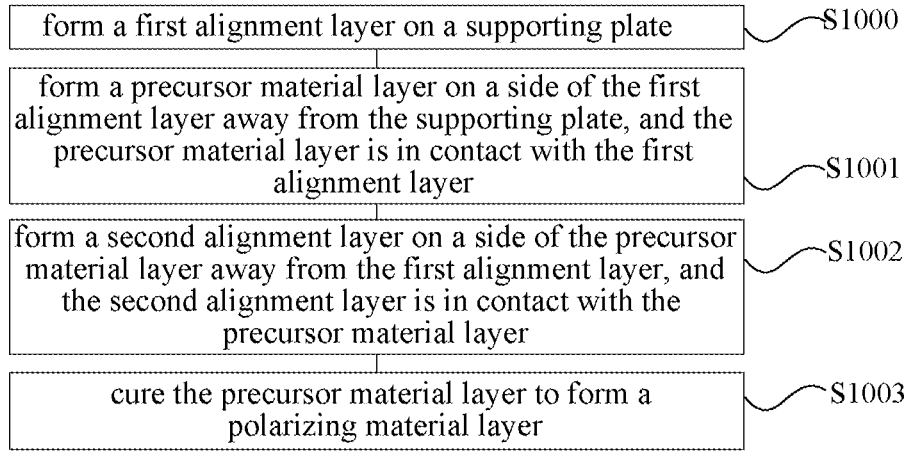 form a first alignment layer on a supporting plate
S1000
form a precursor material layer on a side of the first
alignment layer away from the supporting plate, and the
precursor material layer is in contact with the first
alignment layer
S1001
form a second alignment layer on a side of the precursor
material layer away from the first alignment layer, and
the second alignment layer is in contact with the
precursor material layer
S1002
cure the precursor material layer to form a
polarizing material layer
S1003